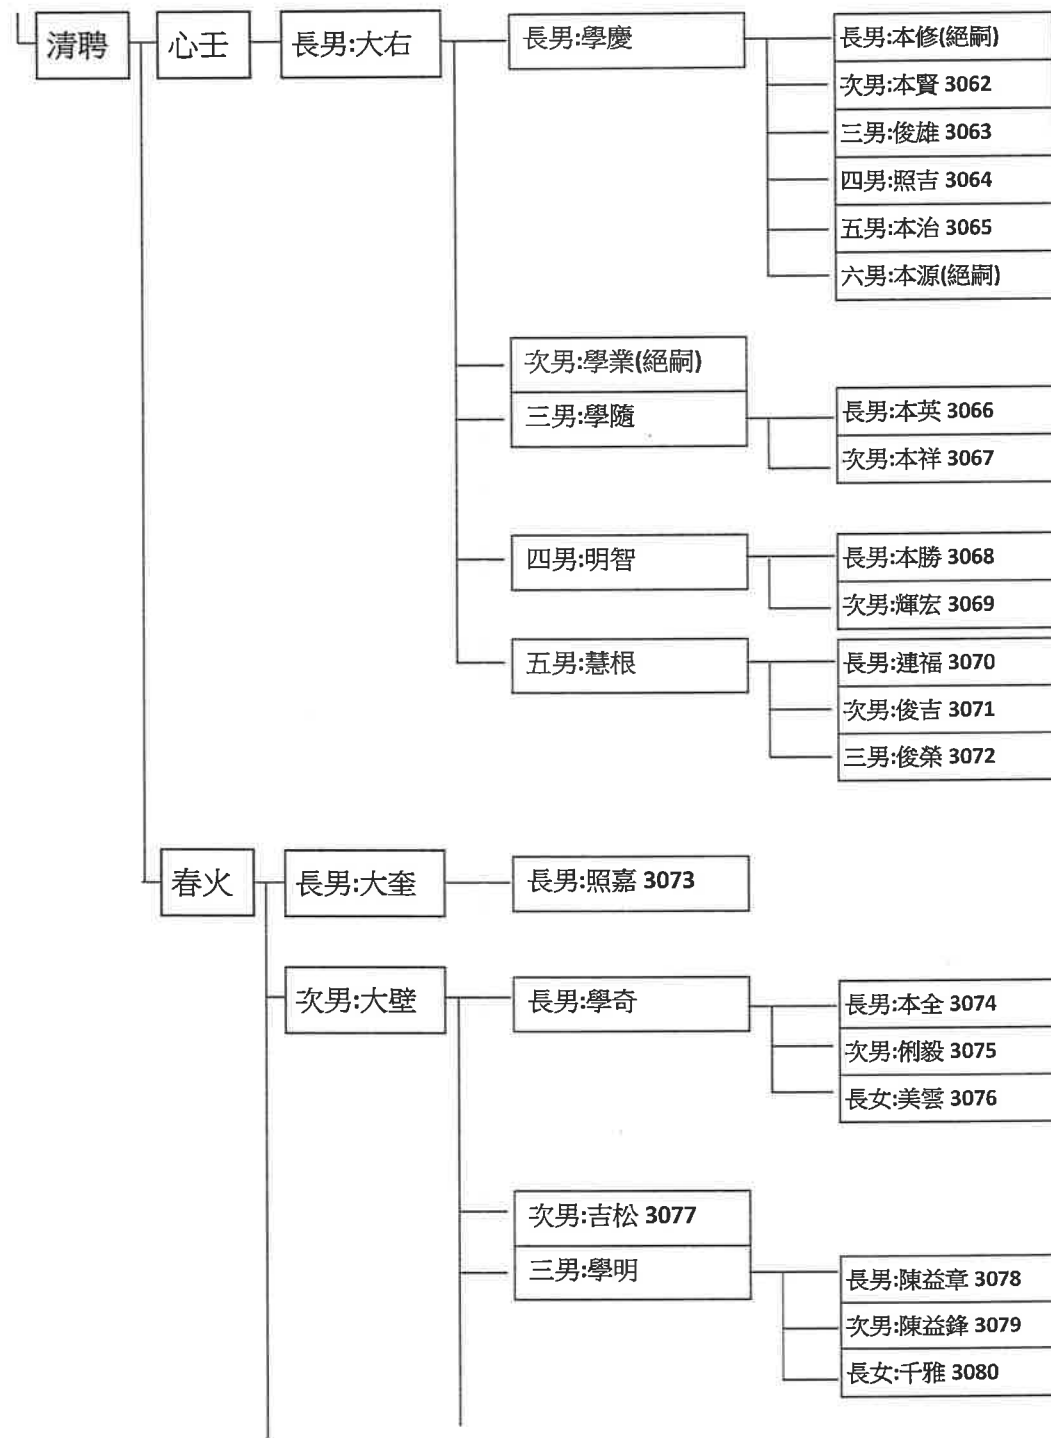 清聘
心壬
長男:大右
長男:學慶
長男:本修(絕嗣)
次男:本賢 3062
三男:俊雄 3063
四男:照吉 3064
五男:本治 3065
六男:本源(絕嗣)
次男:學業(絕嗣)
三男:學隨
長男:本英 3066
次男:本祥 3067
四男:明智
長男:本勝 3068
次男:輝宏 3069
五男:慧根
長男:連福 3070
次男:俊吉 3071
三男:俊榮 3072
春火
長男:大奎
長男:照嘉 3073
次男:大壁
長男:學奇
長男:本全 3074
次男:俐毅 3075
長女:美雲 3076
次男:吉松 3077
三男:學明
長男:陳益章 3078
次男:陳益鋒 3079
長女:千雅 3080